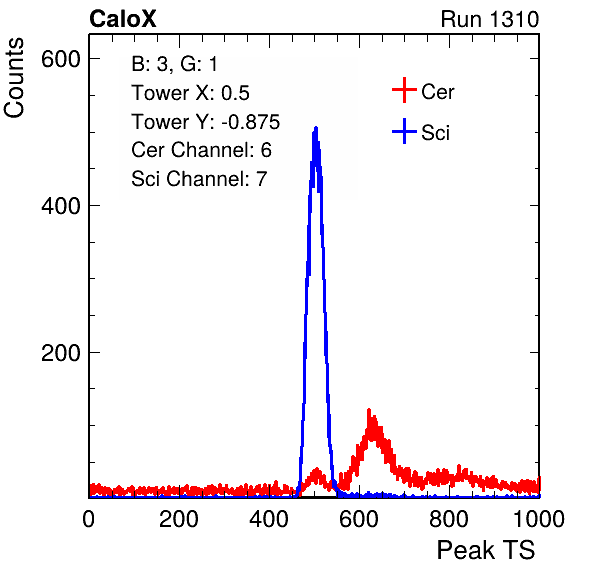 CaloX Run 1310
Counts
B: 3, G: 1
Tower X: 0.5
Tower Y: -0.875
Cer Channel: 6
Sci Channel: 7
Cer
Sci
600
400
200
0 200 400 600 800 1000
Peak TS